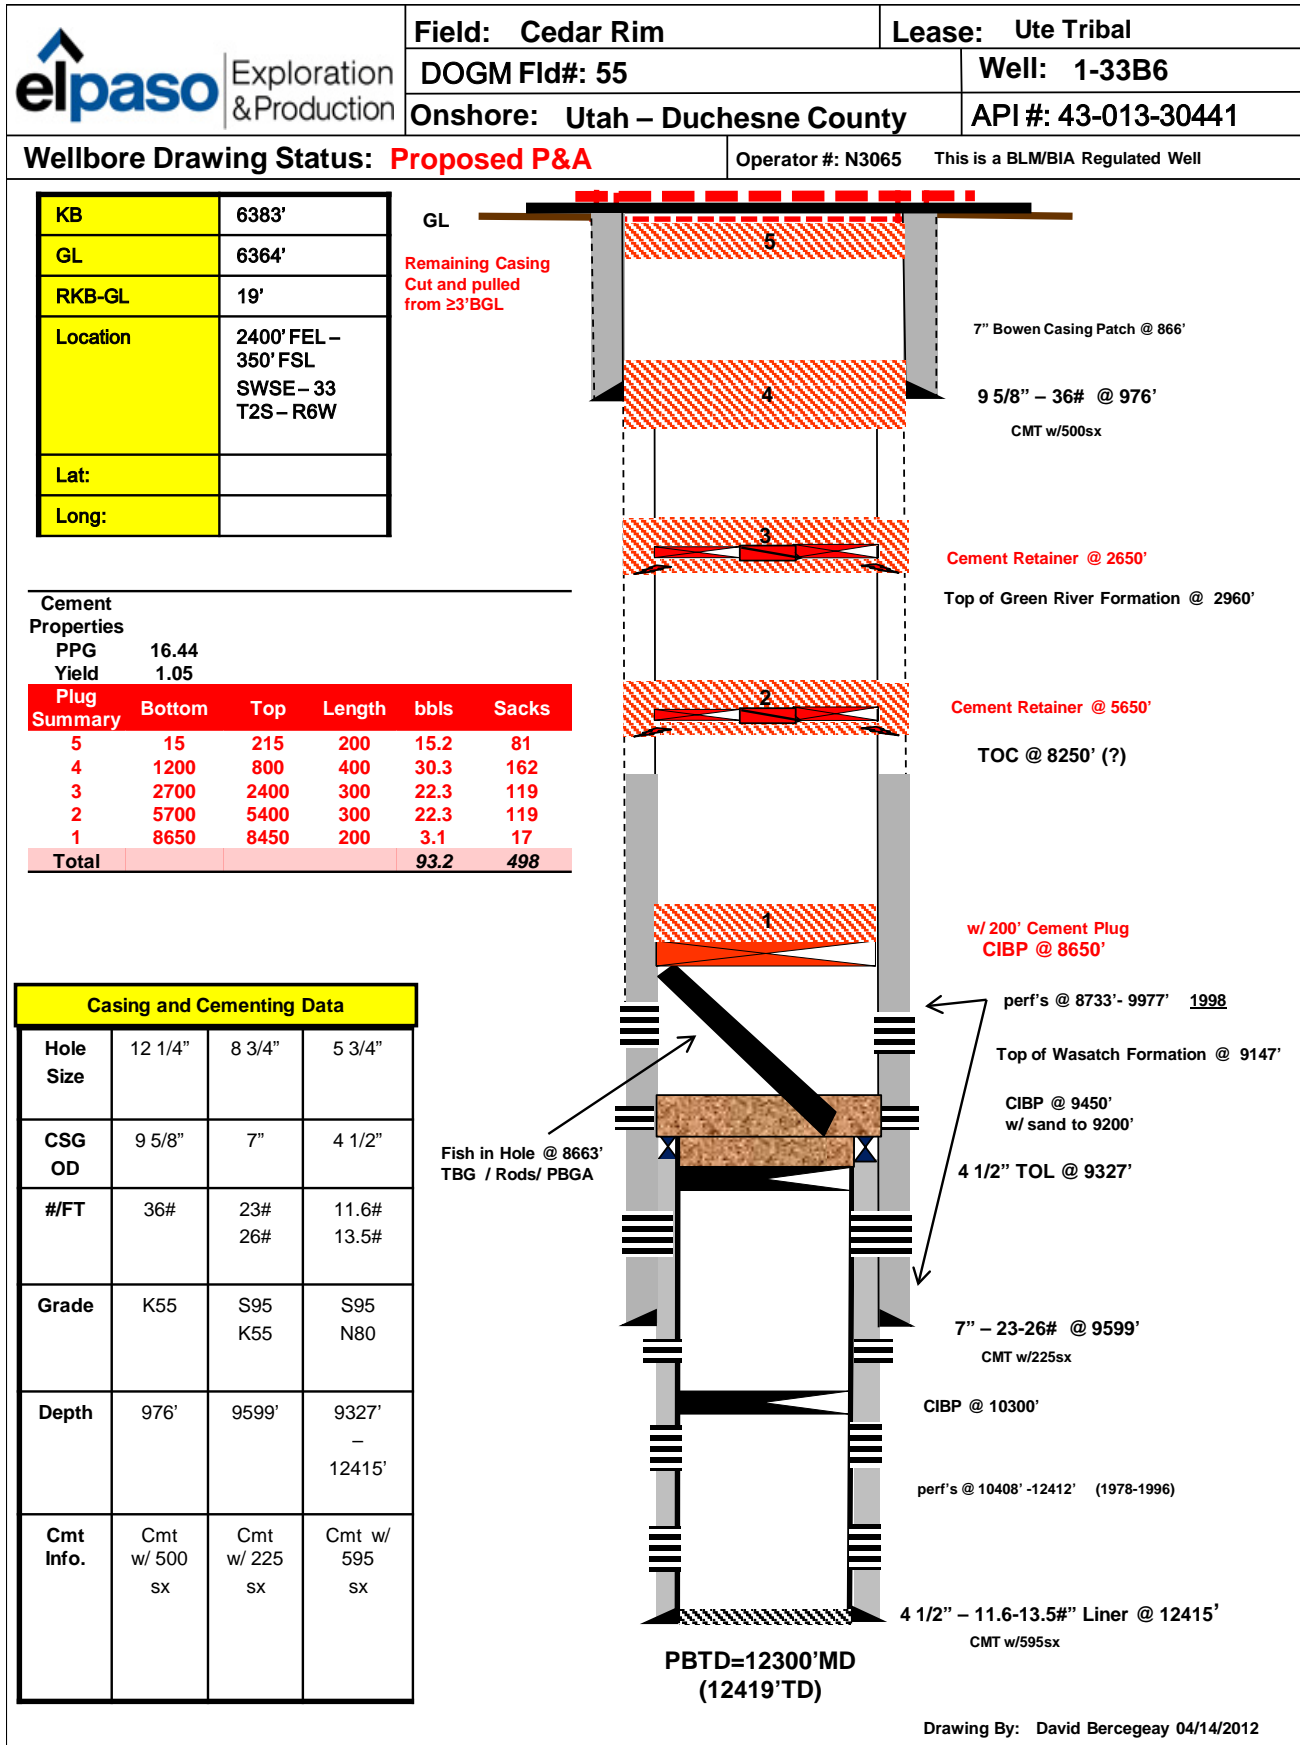 elpaso
Exploration
&Production
Field: Cedar Rim
Lease: Ute Tribal
DOGM Fld#: 55
Well: 1-33B6
Onshore: Utah – Duchesne County
API #: 43-013-30441
Wellbore Drawing Status: Proposed P&A
Operator #: N3065 This is a BLM/BIA Regulated Well
KB 6383’
GL 6364’
RKB-GL 19’
Location 2400’ FEL –
350’ FSL
SWSE – 33
T2S – R6W
Lat:
Long:
GL
Remaining Casing
Cut and pulled
from ≥3’BGL
5
7” Bowen Casing Patch @ 866’
4
9 5/8” – 36# @ 976’
CMT w/500sx
3
Cement Retainer @ 2650’
Top of Green River Formation @ 2960’
2
Cement Retainer @ 5650’
TOC @ 8250’ (?)
Cement
Properties
PPG 16.44
Yield 1.05
Plug
Summary Bottom Top Length bbls Sacks
5 15 215 200 15.2 81
4 1200 800 400 30.3 162
3 2700 2400 300 22.3 119
2 5700 5400 300 22.3 119
1 8650 8450 200 3.1 17
Total 93.2 498
1
w/ 200’ Cement Plug
CIBP @ 8650’
perf’s @ 8733’- 9977’ 1998
Top of Wasatch Formation @ 9147’
CIBP @ 9450’
w/ sand to 9200’
Fish in Hole @ 8663’
TBG / Rods/ PBGA
4 1/2” TOL @ 9327’
7” – 23-26# @ 9599’
CMT w/225sx
CIBP @ 10300’
perf’s @ 10408’ -12412’ (1978-1996)
4 1/2” – 11.6-13.5#” Liner @ 12415’
CMT w/595sx
PBTD=12300’MD
(12419’TD)
Casing and Cementing Data
Hole 12 1/4” 8 3/4” 5 3/4”
Size
CSG 9 5/8” 7” 4 1/2”
OD
#/FT 36# 23# 11.6#
26# 13.5#
Grade K55 S95 S95
K55 N80
Depth 976’ 9599’ 9327’
–
12415’
Cmt Cmt Cmt Cmt w/
Info. w/ 500 w/ 225 595
sx sx sx
Drawing By: David Bercegeay 04/14/2012